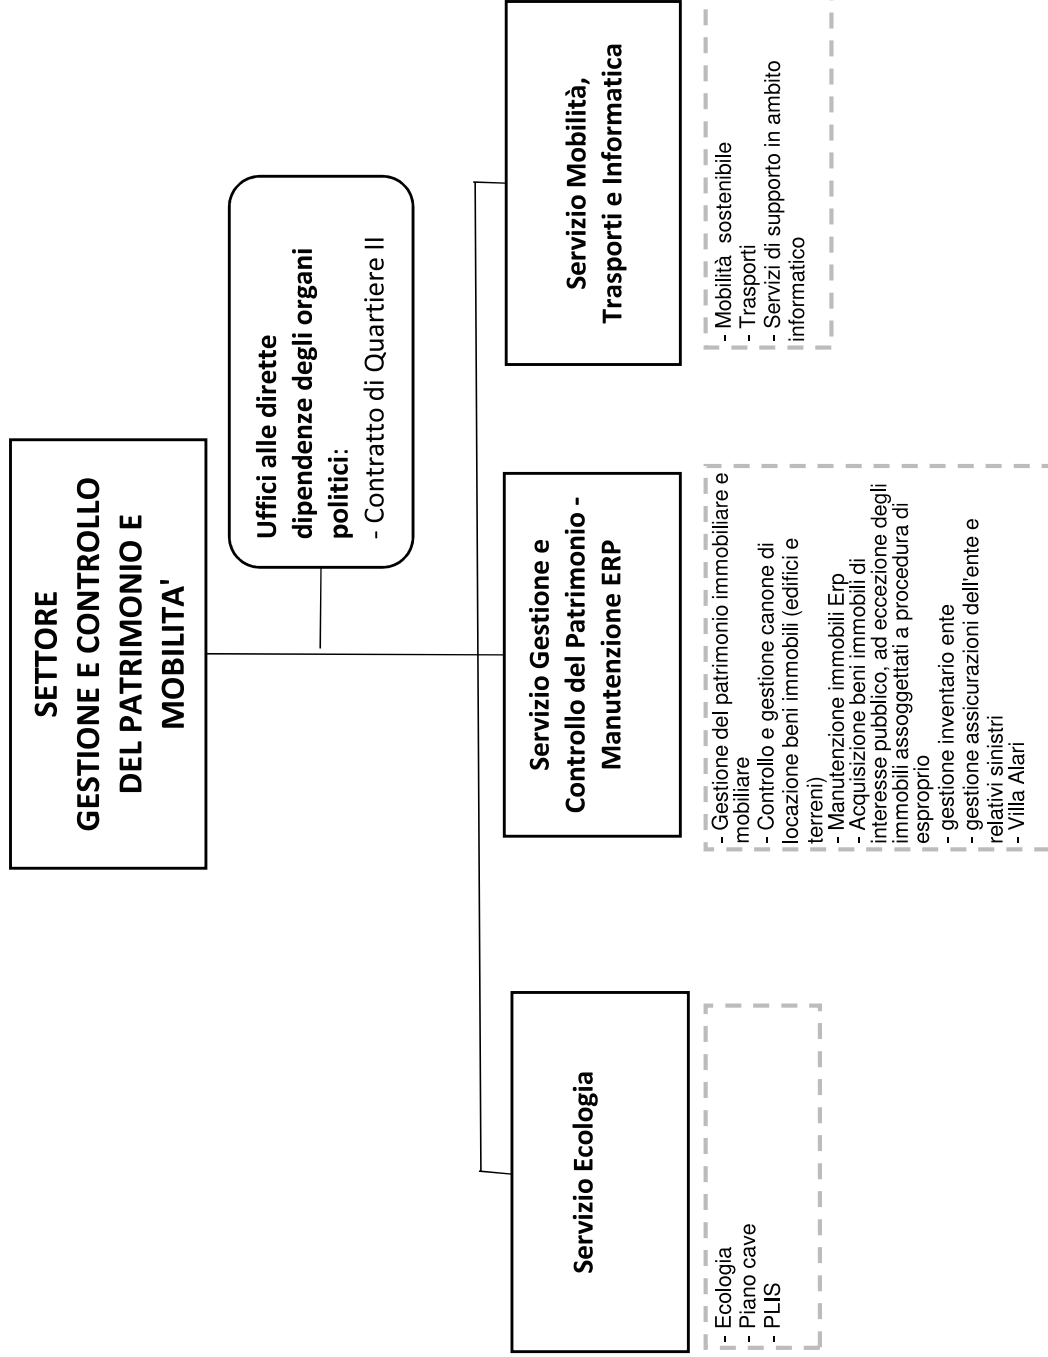 SETTORE
GESTIONE E CONTROLLO
DEL PATRIMONIO E
MOBILITA'
Uffici alle dirette
dipendenze degli organi
politici:
- Contratto di Quartiere II
Servizio Ecologia
- Ecologia
- Piano cave
- PLIS
Servizio Gestione e
Controllo del Patrimonio -
Manutenzione ERP
- Gestione del patrimonio immobiliare e
mobiliare
- Controllo e gestione canone di
locazione beni immobili (edifici e
terreni)
- Manutenzione immobili Erp
- Acquisizione beni immobili di
interesse pubblico, ad eccezione degli
immobili assoggettati a procedura di
esproprio
- gestione inventario ente
- gestione assicurazioni dell'ente e
relativi sinistri
- Villa Alari
Servizio Mobilità,
Trasporti e Informatica
- Mobilità  sostenibile
- Trasporti
- Servizi di supporto in ambito
informatico